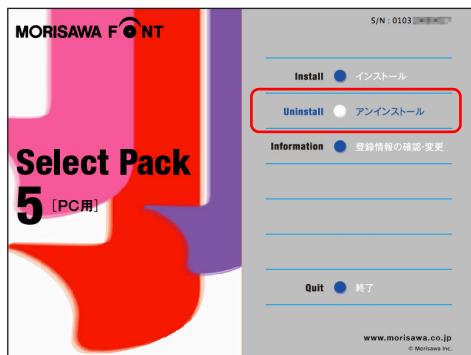 MORISAWA FONT
S/N : 0103
Install インストール
Uninstall アンインストール
Information 登録情報の確認・変更
Select Pack
5 [PC用]
Quit 終了
www.morisawa.co.jp
© Morisawa Inc.